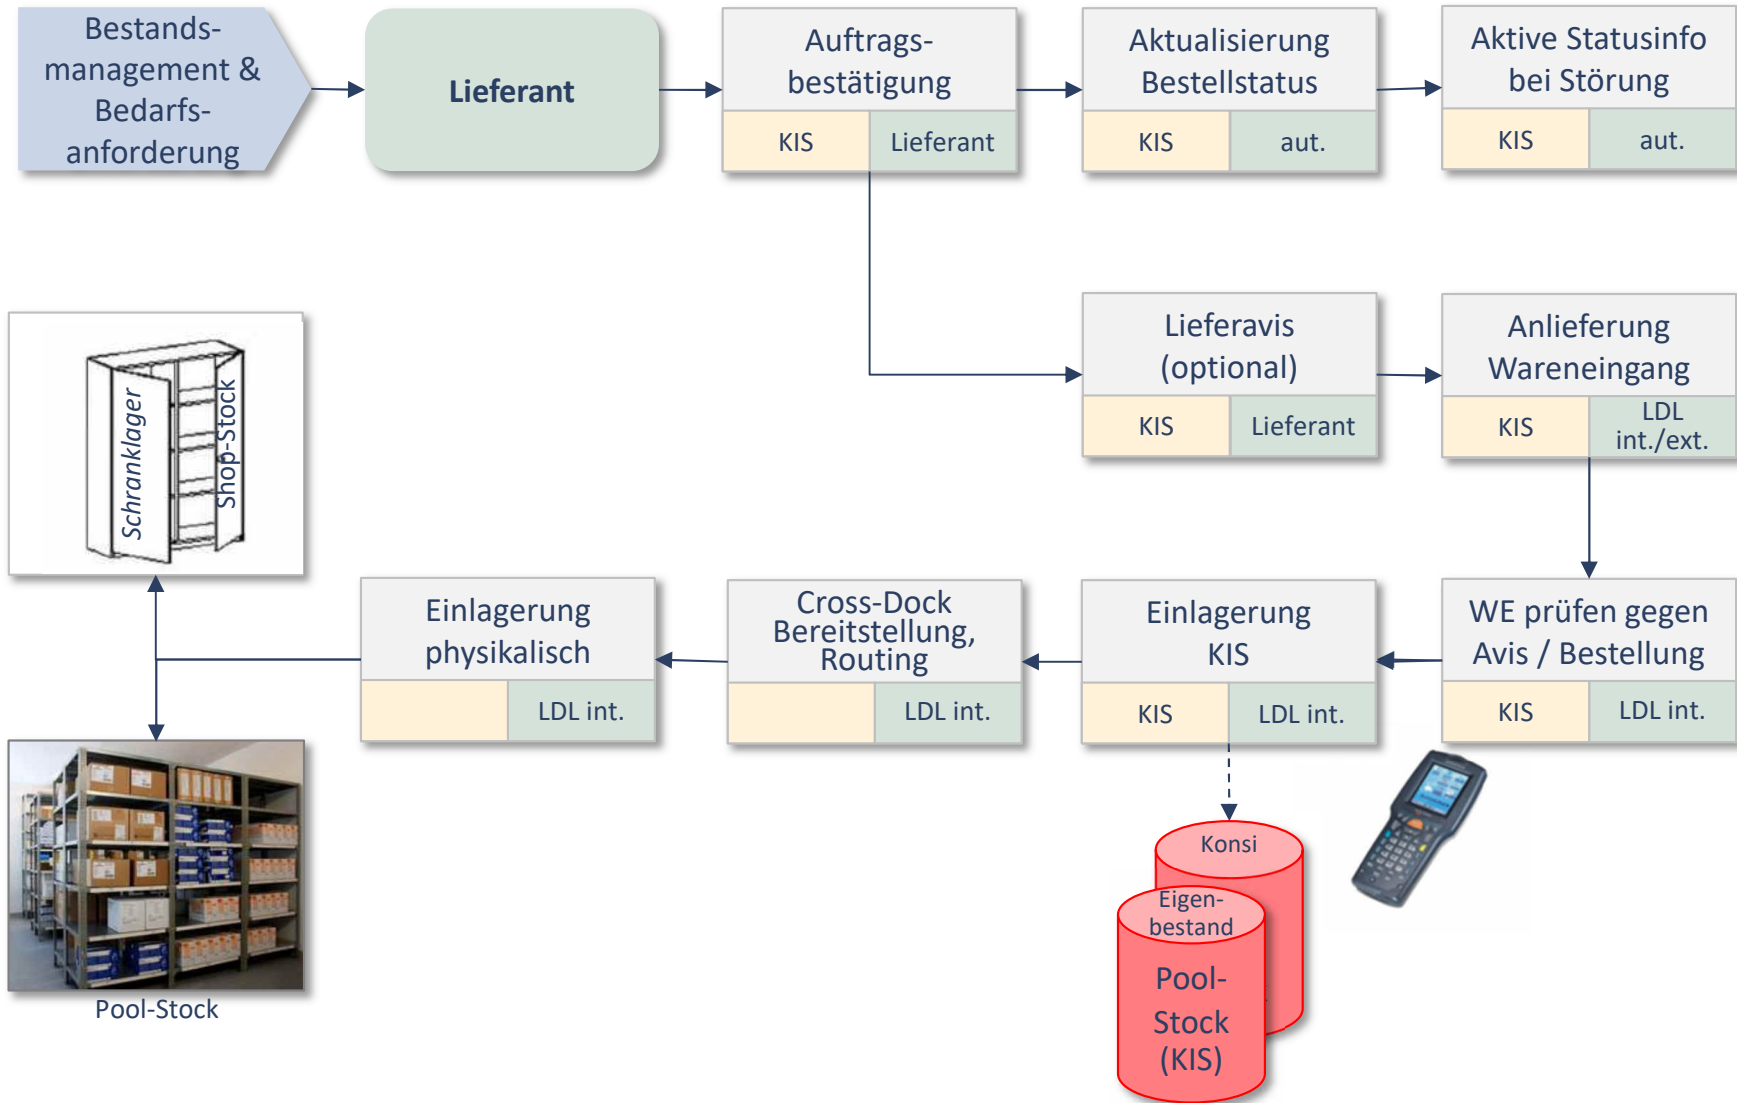 Bestands-
management &
Bedarfs-
anforderung
Lieferant
Auftrags-
bestätigung
KIS
Lieferant
Aktualisierung
Bestellstatus
KIS
aut.
Aktive Statusinfo
bei Störung
KIS
aut.
Lieferavis
(optional)
KIS
Lieferant
Anlieferung
Wareneingang
KIS
LDL
int./ext.
Schranklager
Shop-Stock
Einlagerung
physikalisch
LDL int.
Cross-Dock
Bereitstellung,
Routing
LDL int.
Einlagerung
KIS
KIS
LDL int.
WE prüfen gegen
Avis / Bestellung
KIS
LDL int.
Pool-Stock
Konsi
Eigen-
bestand
Pool-
Stock
(KIS)